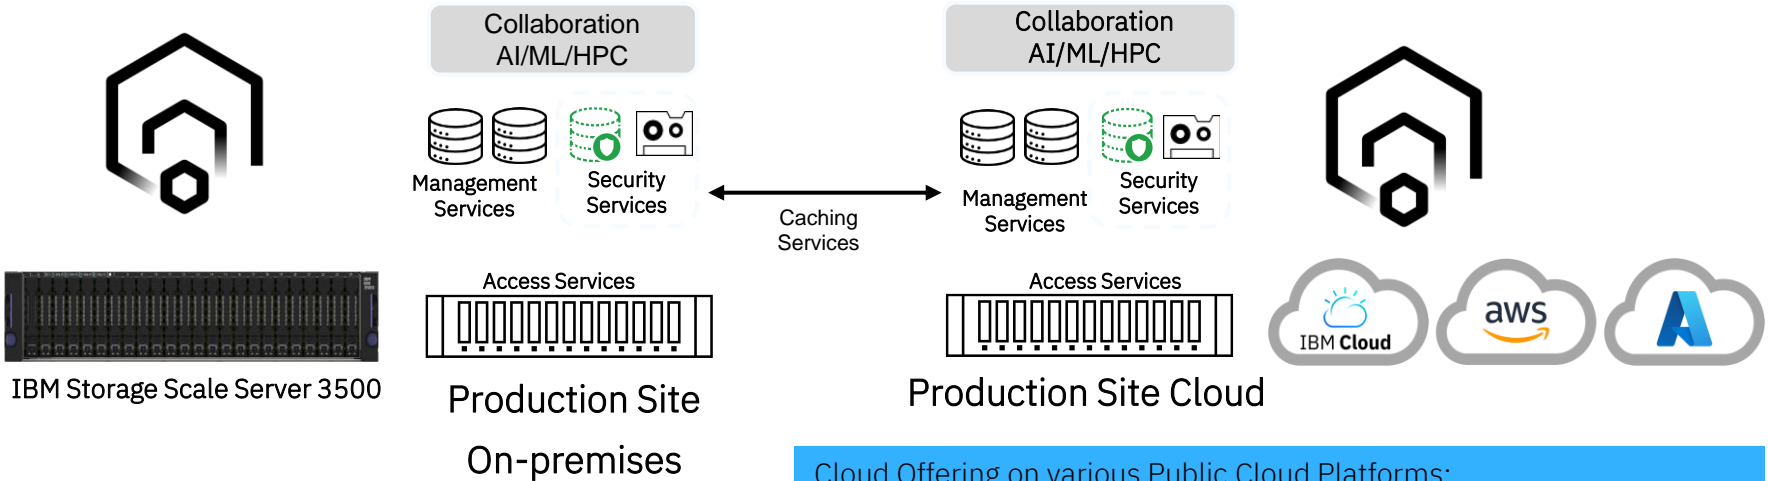 Collaboration
AI/ML/HPC
Collaboration
AI/ML/HPC
Management
Services
Security
Services
Caching
Services
Management
Services
Security
Services
Access Services
Access Services
IBM Cloud
aws
IBM Storage Scale Server 3500
Production Site
On-premises
Production Site Cloud
Cloud Offering on various Public Cloud Platforms: